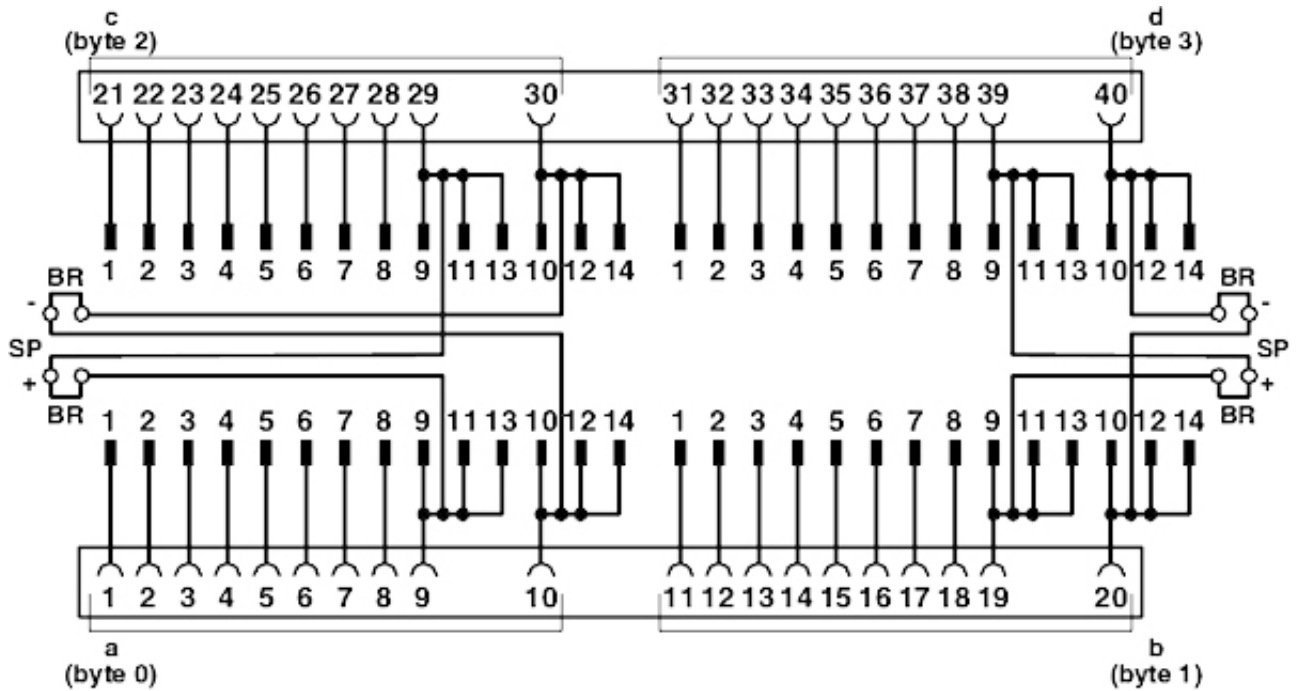 c d
(byte 2) (byte 3)
21 22 23 24 25 26 27 28 29 30 31 32 33 34 35 36 37 38 39 40
1 2 3 4 5 6 7 8 9 11 13 10 12 14 1 2 3 4 5 6 7 8 9 11 13 10 12 14
BR BR
- -
SP SP
+ +
BR BR
1 2 3 4 5 6 7 8 9 11 13 10 12 14 1 2 3 4 5 6 7 8 9 11 13 10 12 14
1 2 3 4 5 6 7 8 9 10 11 12 13 14 15 16 17 18 19 20
a b
(byte 0) (byte 1)